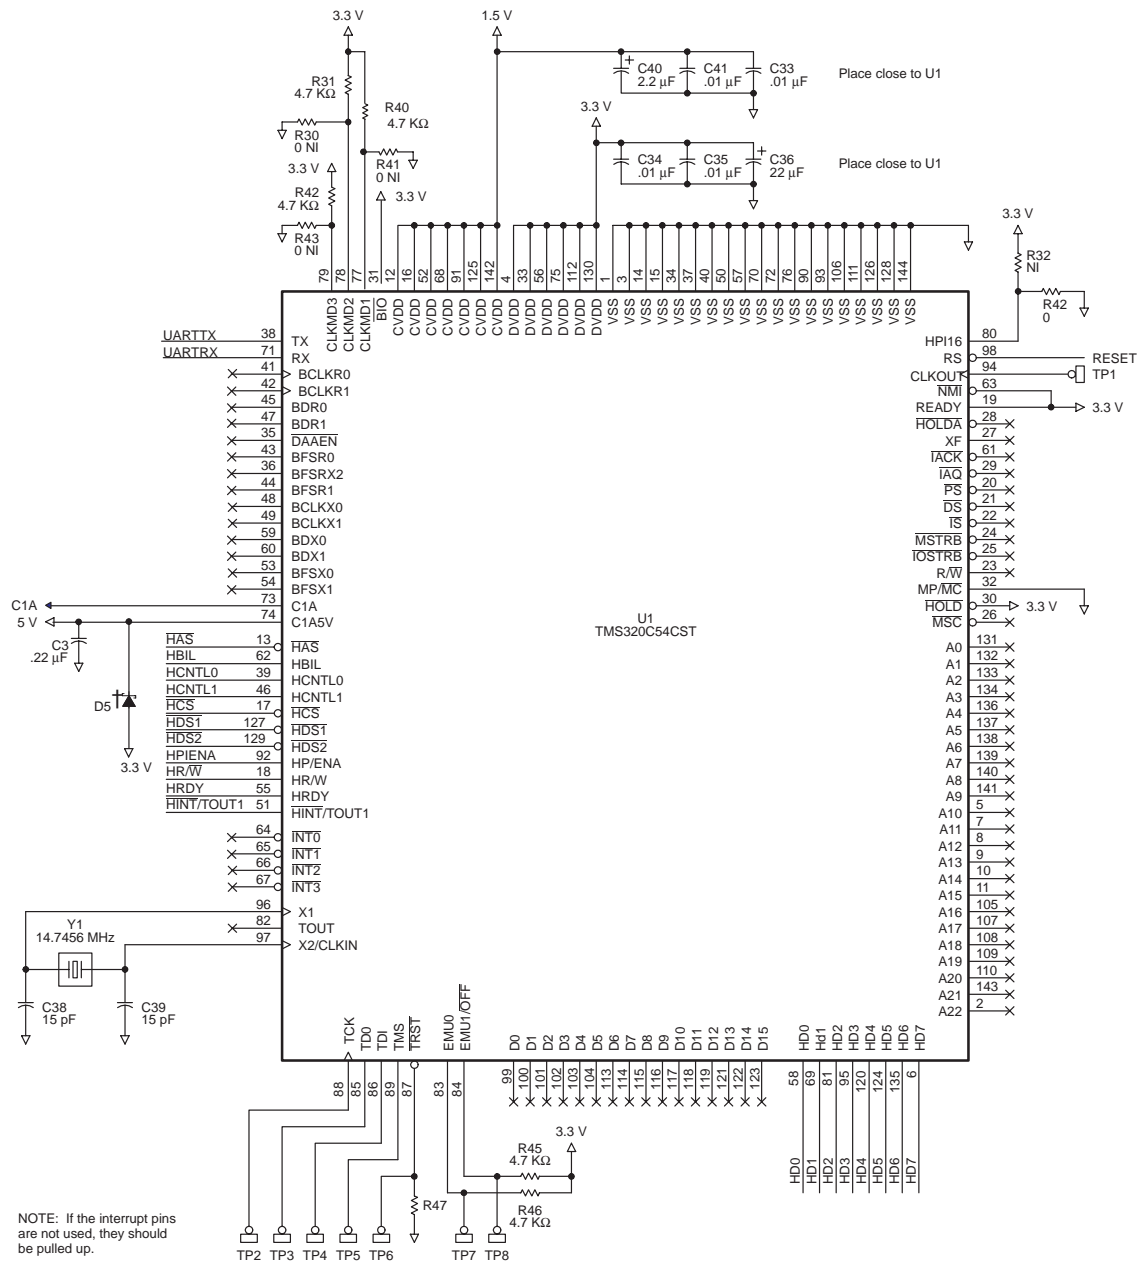 3.3 V
1.5 V
R31
4.7 KΩ
R40
4.7 KΩ
R30
0 NI
R41
0 NI
3.3 V
R42
4.7 KΩ
R43
0 NI
3.3 V
C40
2.2 µF
C41
.01 µF
C33
.01 µF
Place close to U1
3.3 V
C34
.01 µF
C35
.01 µF
C36
22 µF
Place close to U1
3.3 V
R32
NI
R42
0
79 CLKMD3
78 CLKMD2
77 CLKMD1
31 BIO
12 CVDD
16 CVDD
52 CVDD
68 CVDD
91 CVDD
125 CVDD
142 CVDD
4 DVDD
33 DVDD
56 DVDD
75 DVDD
112 DVDD
130 DVDD
1 VSS
3 VSS
14 VSS
15 VSS
34 VSS
37 VSS
40 VSS
50 VSS
57 VSS
70 VSS
72 VSS
76 VSS
90 VSS
93 VSS
106 VSS
111 VSS
126 VSS
128 VSS
144 VSS
UARTTX 38 TX
UARTRX 71 RX
41 BCLKR0
42 BCLKR1
45 BDR0
47 BDR1
35 DAAEN
43 BFSR0
36 BFSRX2
44 BFSR1
48 BCLKX0
49 BCLKX1
59 BDX0
60 BDX1
53 BFSX0
54 BFSX1
C1A 73 C1A
5 V 74 C1A5V
C3
.22 µF
D5
3.3 V
HAS 13 HAS
HBIL 62 HBIL
HCNTL0 39 HCNTL0
HCNTL1 46 HCNTL1
HCS 17 HCS
HDS1 127 HDS1
HDS2 129 HDS2
HPIENA 92 HP/ENA
HR/W 18 HR/W
HRDY 55 HRDY
HINT/TOUT1 51 HINT/TOUT1
64 INT0
65 INT1
66 INT2
67 INT3
96 X1
82 TOUT
97 X2/CLKIN
Y1
14.7456 MHz
C38
15 pF
C39
15 pF
U1
TMS320C54CST
HPI16 80
RS 98 RESET
CLKOUT 94 TP1
NMI 63
READY 19 3.3 V
HOLDA 28
XF 27
IACK 61
IAQ 29
PS 20
DS 21
IS 22
MSTRB 24
IOSTRB 25
R/W 23
MP/MC 32
HOLD 30 3.3 V
MSC 26
A0 131
A1 132
A2 133
A3 134
A4 136
A5 137
A6 138
A7 139
A8 140
A9 141
A10 5
A11 7
A12 8
A13 9
A14 10
A15 11
A16 105
A17 107
A18 108
A19 109
A20 110
A21 143
A22 2
TCK 88
TD0 85
TDI 86
TMS 89
TRST 87
EMU0 83
EMU1/OFF 84
D0 99
D1 100
D2 101
D3 102
D4 103
D5 104
D6 113
D7 114
D8 115
D9 116
D10 117
D11 118
D12 119
D13 121
D14 122
D15 123
HD0 58 HD0
Hd1 69 HD1
HD2 81 HD2
HD3 95 HD3
HD4 120 HD4
HD5 124 HD5
HD6 135 HD6
HD7 6 HD7
3.3 V
R45
4.7 KΩ
R46
4.7 KΩ
R47
TP2 TP3 TP4 TP5 TP6 TP7 TP8
NOTE: If the interrupt pins
are not used, they should
be pulled up.